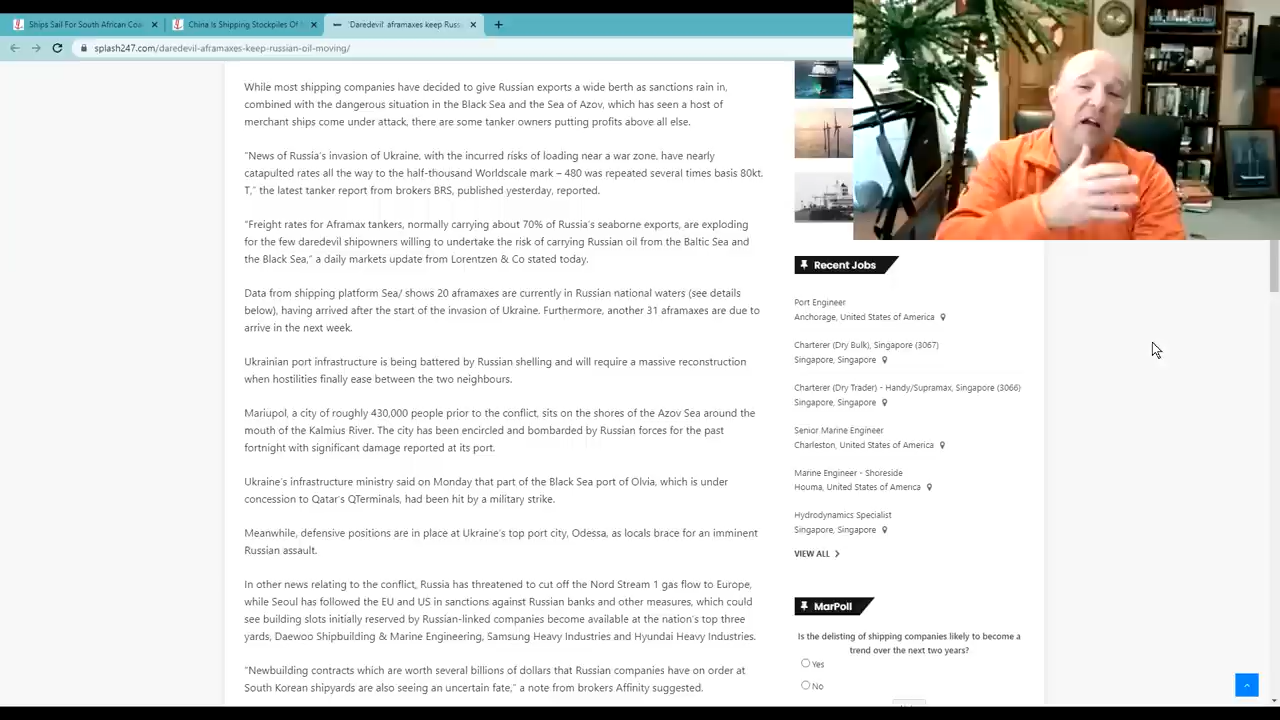 Ships Sail For South African Coa
China Is Shipping Stockpiles Of
'Daredevil' aframaxes keep Russ
splash247.com/daredevil-aframaxes-keep-russian-oil-moving/
While most shipping companies have decided to give Russian exports a wide berth as sanctions rain in,
combined with the dangerous situation in the Black Sea and the Sea of Azov, which has seen a host of
merchant ships come under attack, there are some tanker owners putting profits above all else.
“News of Russia’s invasion of Ukraine, with the incurred risks of loading near a war zone, have nearly
catapulted rates all the way to the half-thousand Worldscale mark – 480 was repeated several times basis 80kt.
T,” the latest tanker report from brokers BRS, published yesterday, reported.
“Freight rates for Aframax tankers, normally carrying about 70% of Russia’s seaborne exports, are exploding
for the few daredevil shipowners willing to undertake the risk of carrying Russian oil from the Baltic Sea and
the Black Sea,” a daily markets update from Lorentzen & Co stated today.
Data from shipping platform Sea/ shows 20 aframaxes are currently in Russian national waters (see details
below), having arrived after the start of the invasion of Ukraine. Furthermore, another 31 aframaxes are due to
arrive in the next week.
Ukrainian port infrastructure is being battered by Russian shelling and will require a massive reconstruction
when hostilities finally ease between the two neighbours.
Mariupol, a city of roughly 430,000 people prior to the conflict, sits on the shores of the Azov Sea around the
mouth of the Kalmius River. The city has been encircled and bombarded by Russian forces for the past
fortnight with significant damage reported at its port.
Ukraine’s infrastructure ministry said on Monday that part of the Black Sea port of Olvia, which is under
concession to Qatar’s QTerminals, had been hit by a military strike.
Meanwhile, defensive positions are in place at Ukraine’s top port city, Odessa, as locals brace for an imminent
Russian assault.
In other news relating to the conflict, Russia has threatened to cut off the Nord Stream 1 gas flow to Europe,
while Seoul has followed the EU and US in sanctions against Russian banks and other measures, which could
see building slots initially reserved by Russian-linked companies become available at the nation’s top three
yards, Daewoo Shipbuilding & Marine Engineering, Samsung Heavy Industries and Hyundai Heavy Industries.
“Newbuilding contracts which are worth several billions of dollars that Russian companies have on order at
South Korean shipyards are also seeing an uncertain fate,” a note from brokers Affinity suggested.
Recent Jobs
Port Engineer
Anchorage, United States of America
Charterer (Dry Bulk), Singapore (3067)
Singapore, Singapore
Charterer (Dry Trader) - Handy/Supramax, Singapore (3066)
Singapore, Singapore
Senior Marine Engineer
Charleston, United States of America
Marine Engineer - Shoreside
Houma, United States of America
Hydrodynamics Specialist
Singapore, Singapore
VIEW ALL
MarPoll
Is the delisting of shipping companies likely to become a
trend over the next two years?
Yes
No